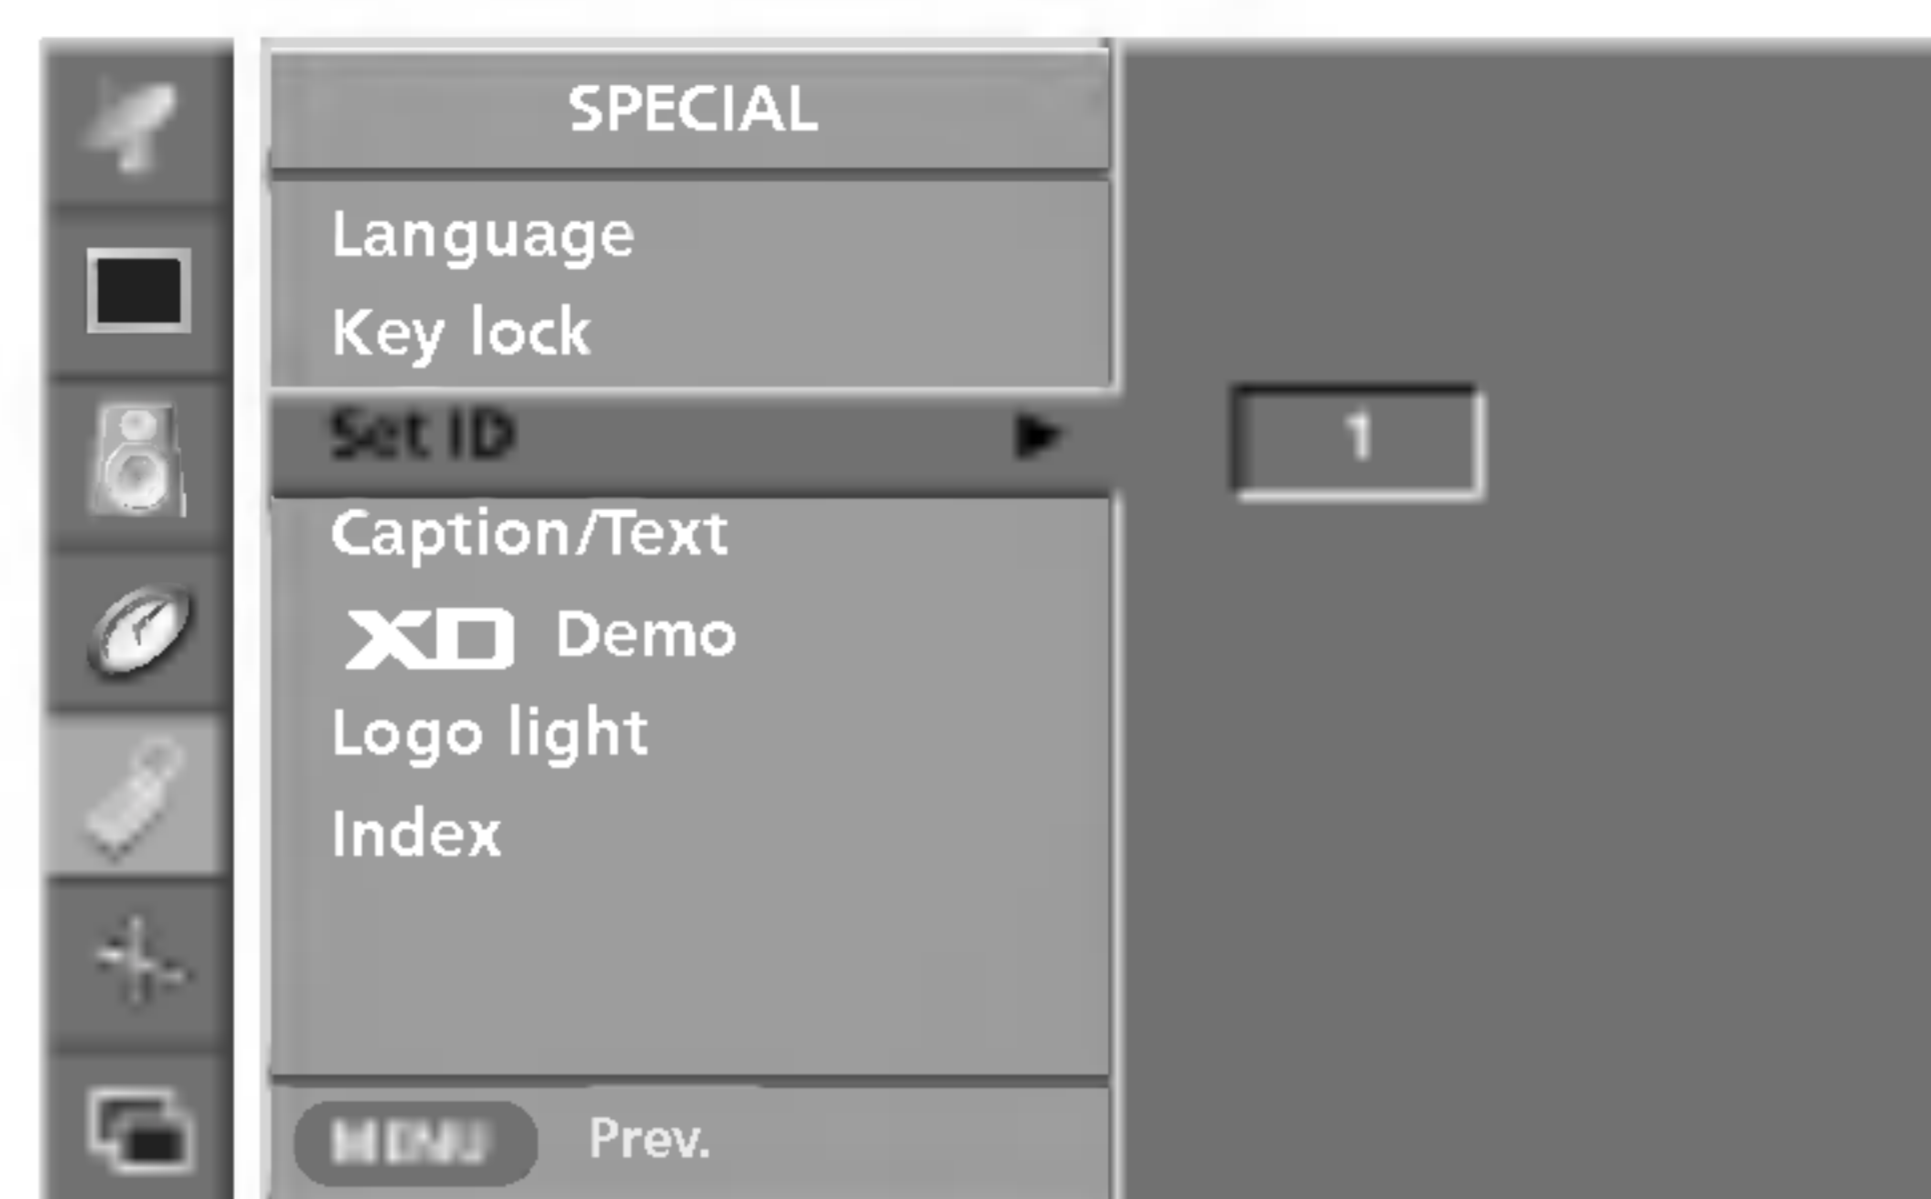 SPECIAL
Language
Key lock
Set ID ▶ 1
Caption/Text
XD Demo
Logo light
Index
MENU Prev.